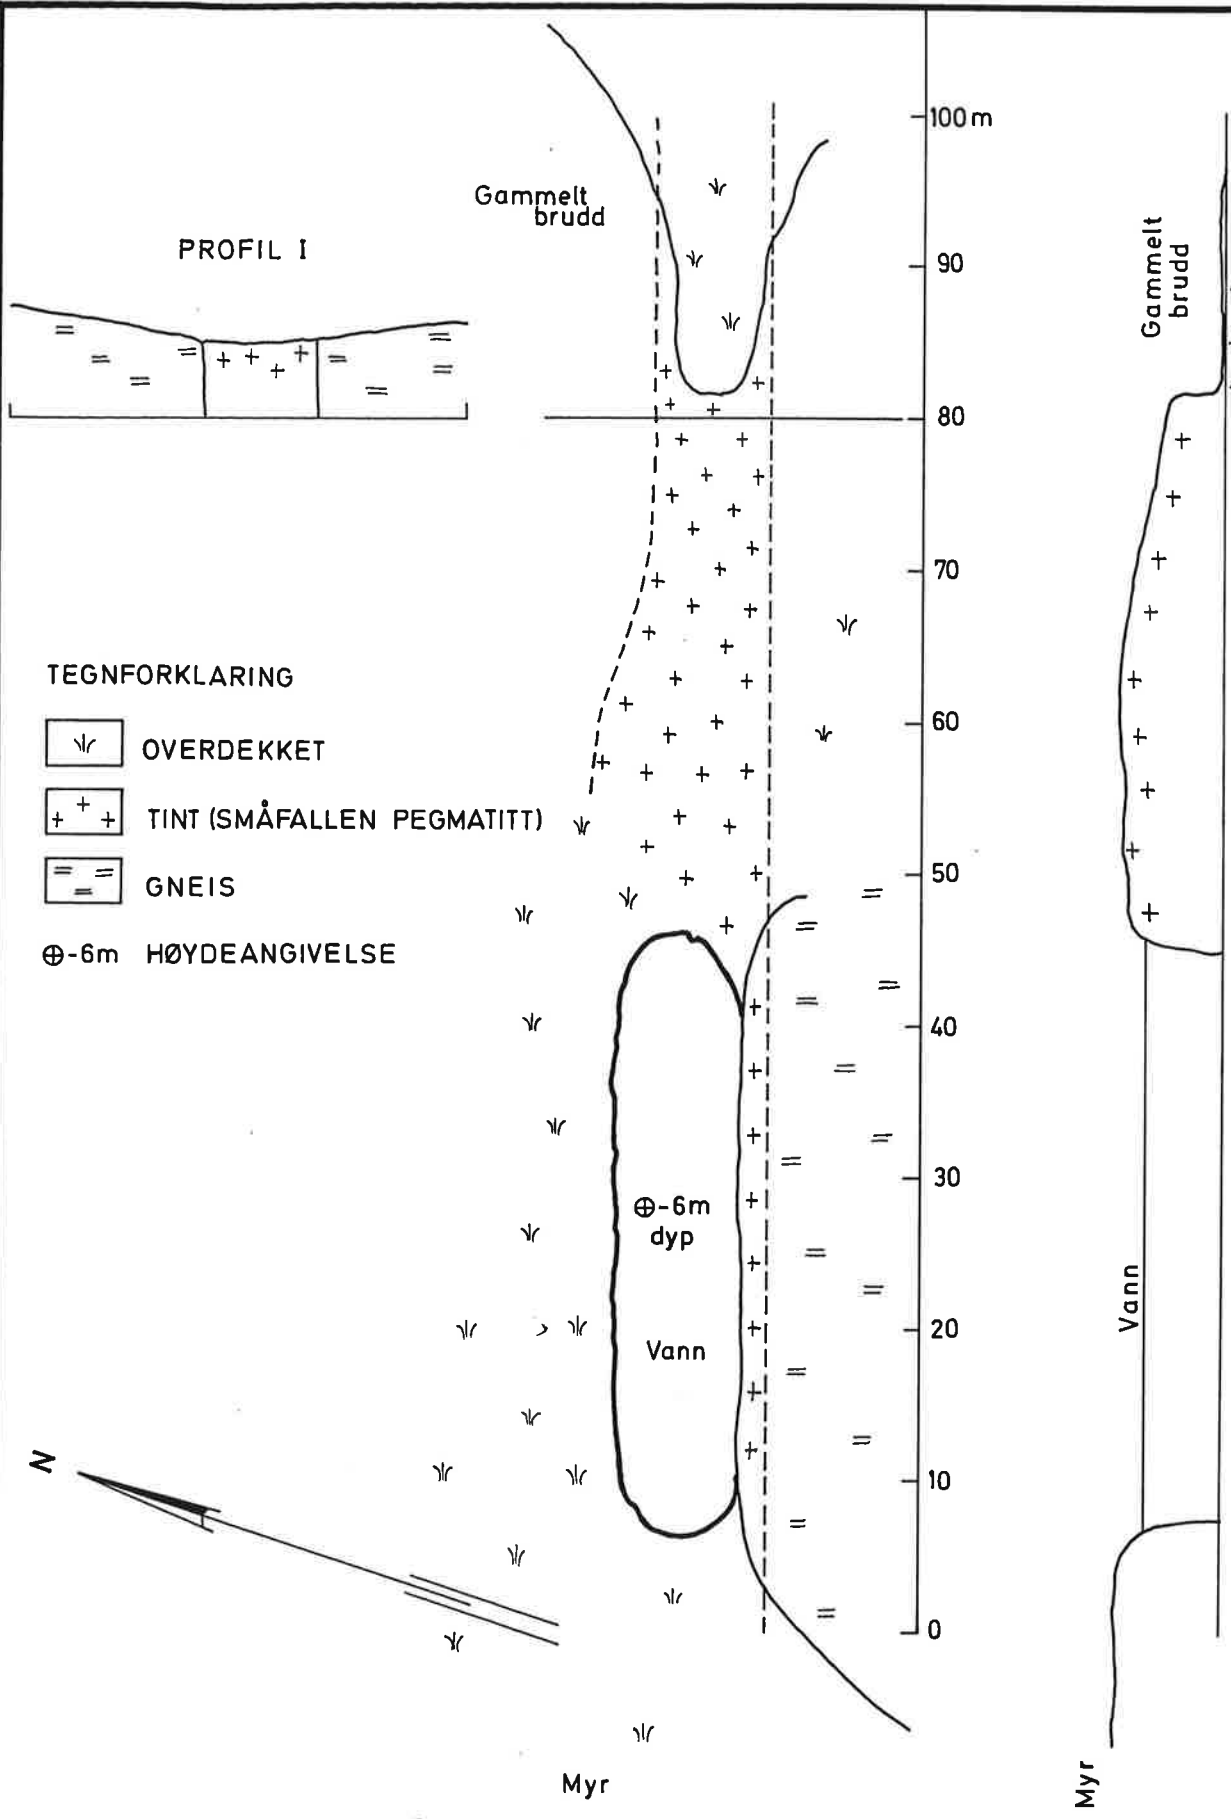 PROFIL I
Gammelt
brudd
100m
90
80
70
60
50
40
30
20
10
0
Gammelt
brudd
TEGNFORKLARING
OVERDEKKET
TINT (SMÅFALLEN PEGMATITT)
GNEIS
⊕-6m HØYDEANGIVELSE
⊕-6m
dyp
Vann
Vann
N
Myr
Myr